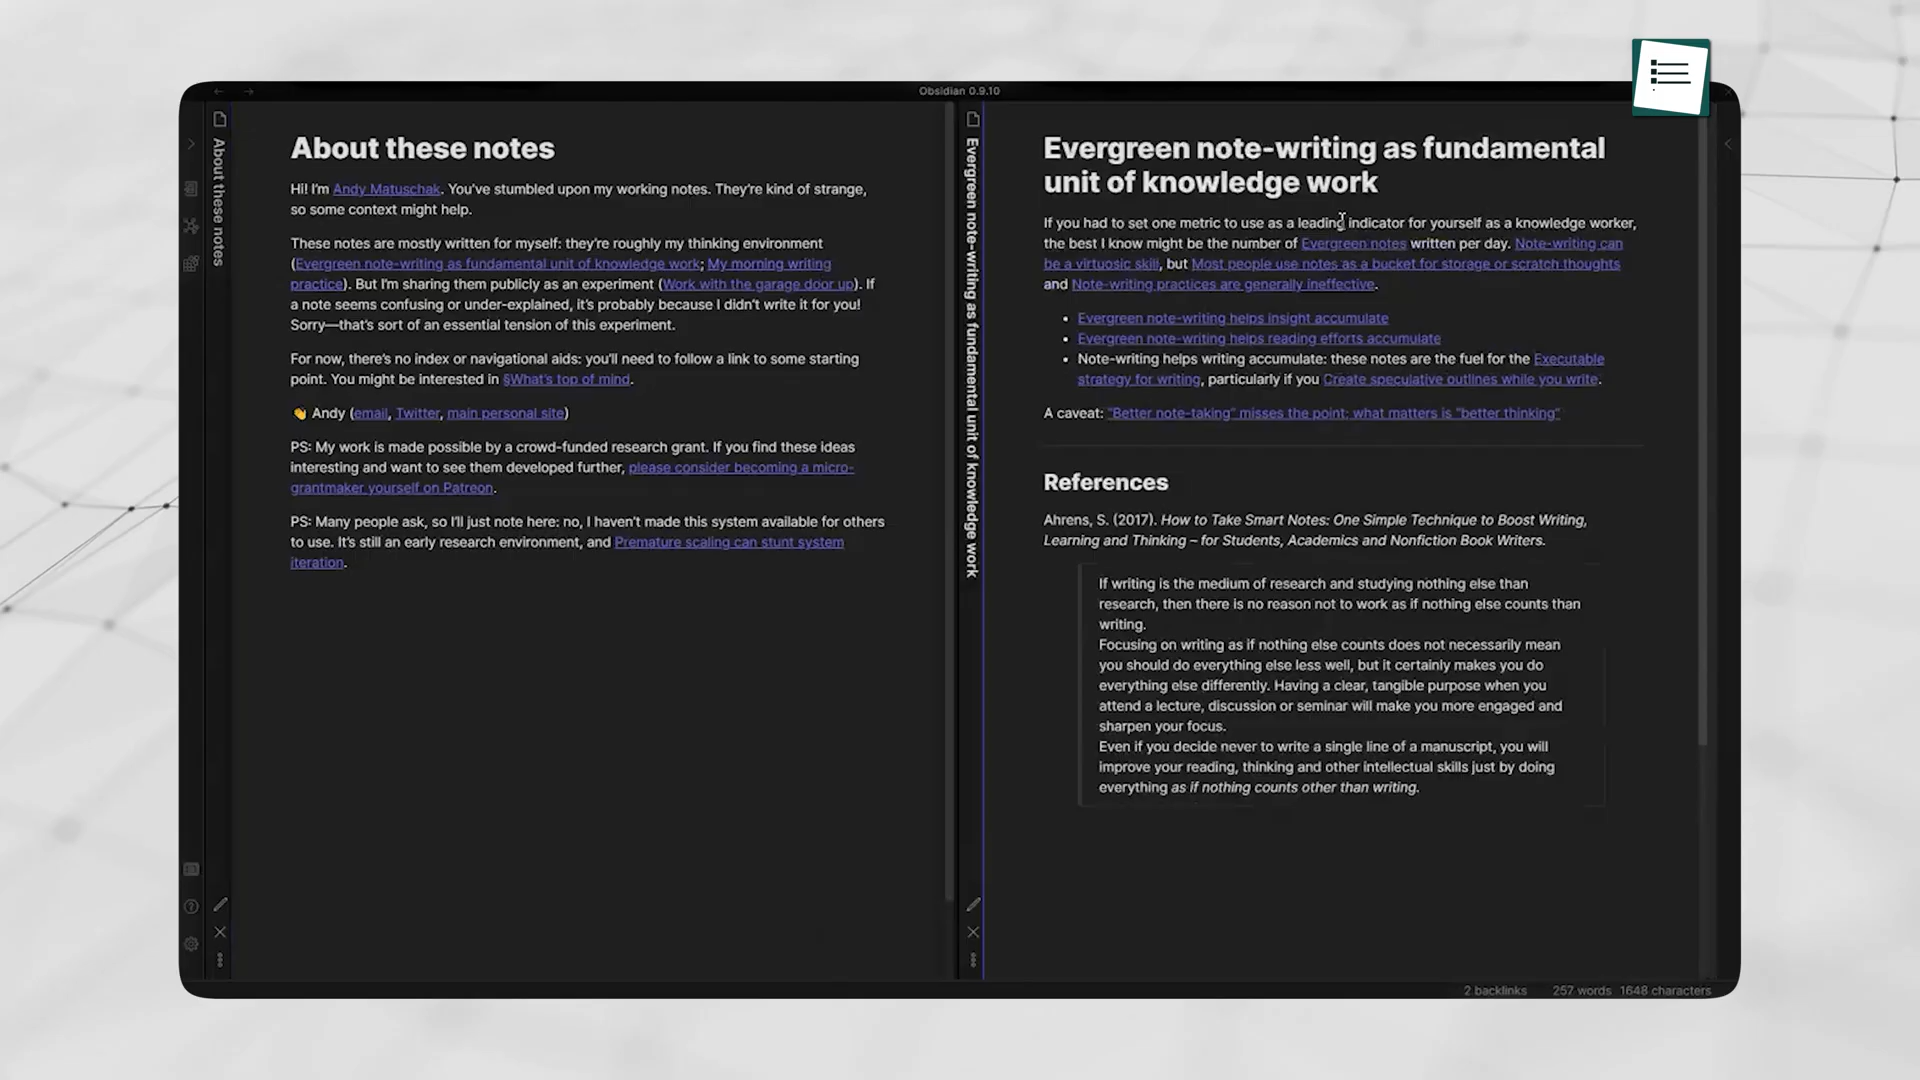 Obsidian 0.9.10
About these notes
About these notes
Hi! I'm Andy Matuschak. You've stumbled upon my working notes. They're kind of strange,
so some context might help.
These notes are mostly written for myself: they're roughly my thinking environment
(Evergreen note-writing as fundamental unit of knowledge work; My morning writing
practice). But I'm sharing them publicly as an experiment (Work with the garage door up). If
a note seems confusing or under-explained, it's probably because I didn't write it for you!
Sorry—that's sort of an essential tension of this experiment.
For now, there's no index or navigational aids: you'll need to follow a link to some starting
point. You might be interested in §What's top of mind.
👋 Andy (email, Twitter, main personal site)
PS: My work is made possible by a crowd-funded research grant. If you find these ideas
interesting and want to see them developed further, please consider becoming a micro-
grantmaker yourself on Patreon.
PS: Many people ask, so I'll just note here: no, I haven't made this system available for others
to use. It's still an early research environment, and Premature scaling can stunt system
iteration.
Evergreen note-writing as fundamental unit of knowledge work
Evergreen note-writing as fundamental
unit of knowledge work
If you had to set one metric to use as a leading indicator for yourself as a knowledge worker,
the best I know might be the number of Evergreen notes written per day. Note-writing can
be a virtuosic skill, but Most people use notes as a bucket for storage or scratch thoughts
and Note-writing practices are generally ineffective.
• Evergreen note-writing helps insight accumulate
• Evergreen note-writing helps reading efforts accumulate
• Note-writing helps writing accumulate: these notes are the fuel for the Executable
strategy for writing, particularly if you Create speculative outlines while you write.
A caveat: "Better note-taking" misses the point; what matters is "better thinking"
References
Ahrens, S. (2017). How to Take Smart Notes: One Simple Technique to Boost Writing,
Learning and Thinking – for Students, Academics and Nonfiction Book Writers.
If writing is the medium of research and studying nothing else than
research, then there is no reason not to work as if nothing else counts than
writing.
Focusing on writing as if nothing else counts does not necessarily mean
you should do everything else less well, but it certainly makes you do
everything else differently. Having a clear, tangible purpose when you
attend a lecture, discussion or seminar will make you more engaged and
sharpen your focus.
Even if you decide never to write a single line of a manuscript, you will
improve your reading, thinking and other intellectual skills just by doing
everything as if nothing counts other than writing.
2 backlinks 257 words 1648 characters